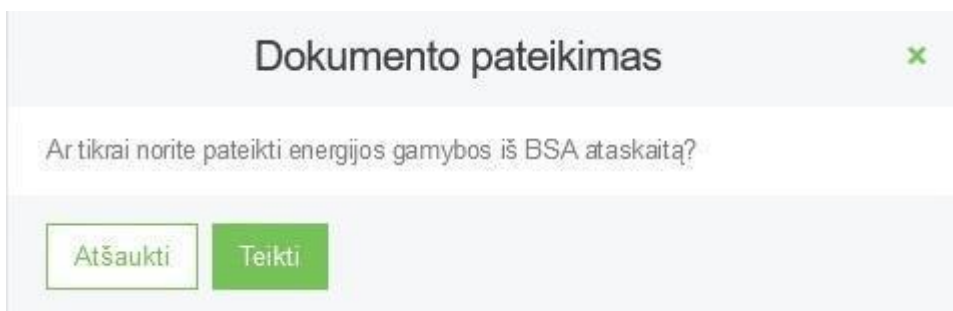 Dokumento pateikimas
Ar tikrai norite pateikti energijos gamybos iš BSA ataskaitą?
Atšaukti Teikti